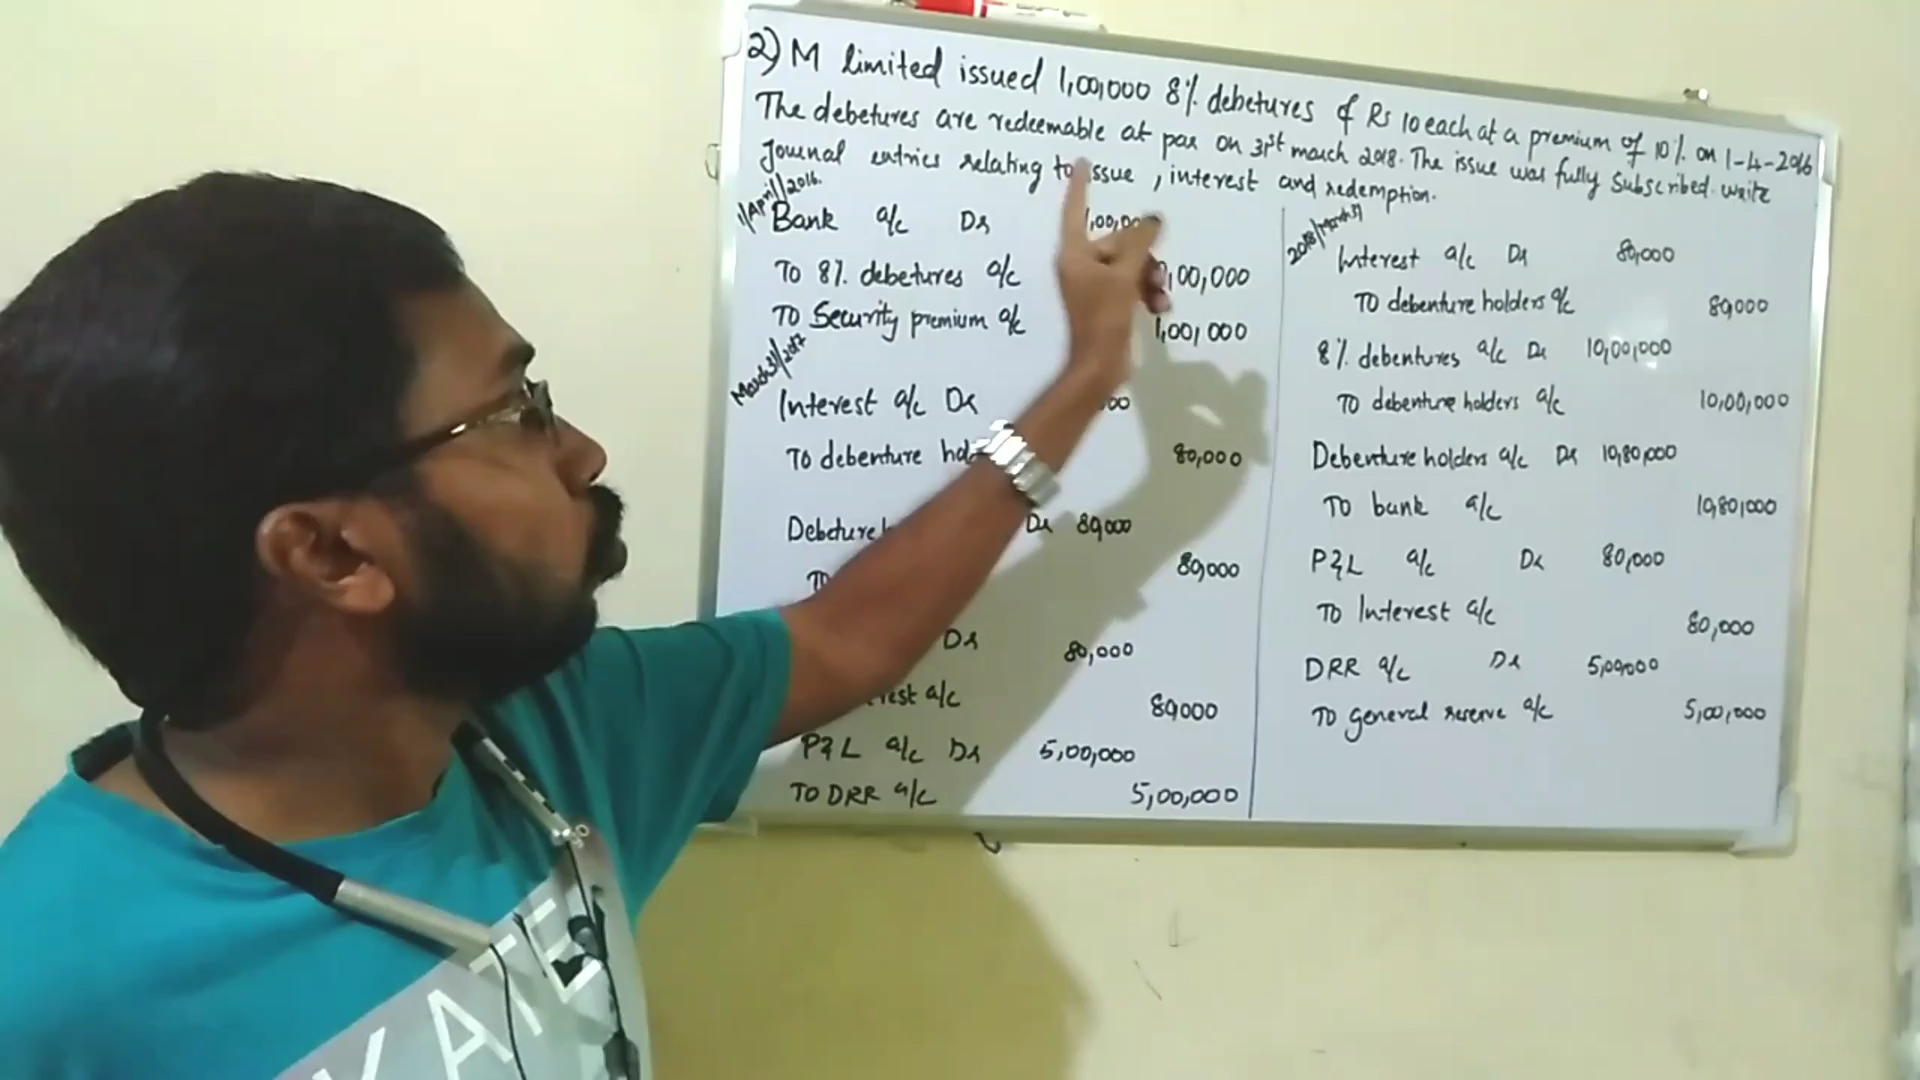 2) M limited issued 1,00,000 8% debetures of Rs 10 each at a premium of 10% on 1-4-2016
The debetures are redeemable at par on 31st march 2018. The issue was fully subscribed. write
Journal entries relating to issue, interest and redemption.
1/April/2016.
Bank a/c Dr
To 8% debetures a/c ,00,000
To Security premium a/c 1,00,000
March31/2017
Interest a/c Dr
To debenture 80,000
Debeture Dr 80,000
To 80,000
Dr 80,000
a/c 80,000
P&L a/c Dr 5,00,000
To DRR a/c 5,00,000
2018/March31
Interest a/c Dr 80,000
To debenture holders a/c 80,000
8% debentures a/c Dr 10,00,000
To debenture holders a/c 10,00,000
Debenture holders a/c Dr 10,80,000
To bank a/c 10,80,000
P&L a/c Dr 80,000
To Interest a/c 80,000
DRR a/c Dr 5,00,000
To general reserve a/c 5,00,000
KATE